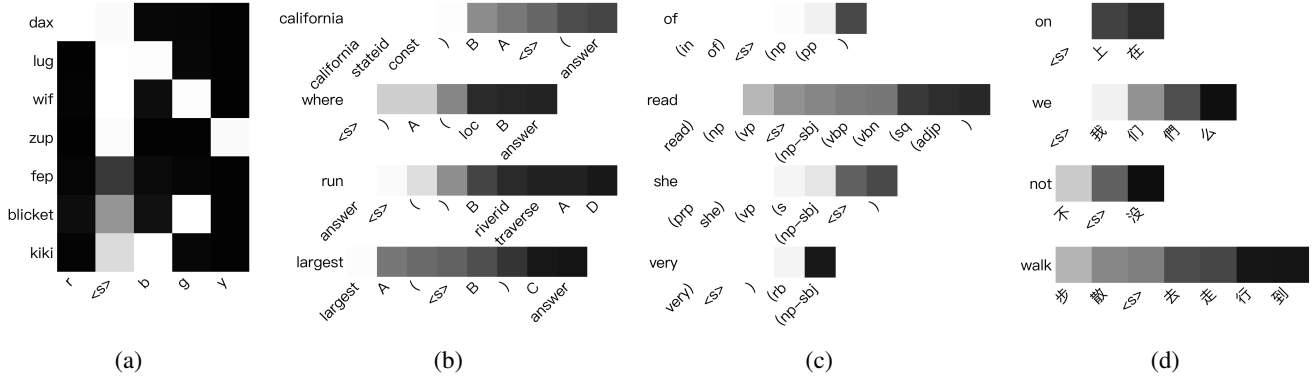 dax
lug
wif
zup
fep
blicket
kiki
r <s> b g y
(a)
california
california stateid const ) B A <s> ( answer
where
<s> ) A ( loc B answer
run
answer <s> ( ) B riverid traverse A D
largest
largest A ( <s> B ) C answer
(b)
of
(in of) <s> (np (pp )
read
read) (np (vp <s> (np-sbj (vbp (vbn (sq (adjp )
she
(prp she) (vp (s (np-sbj <s> )
very
very) <s> ) (rb (np-sbj
(c)
on
<s> 上 在
we
<s> 我 们 們 么
not
不 <s> 没
walk
步 散 <s> 去 走 行 到
(d)